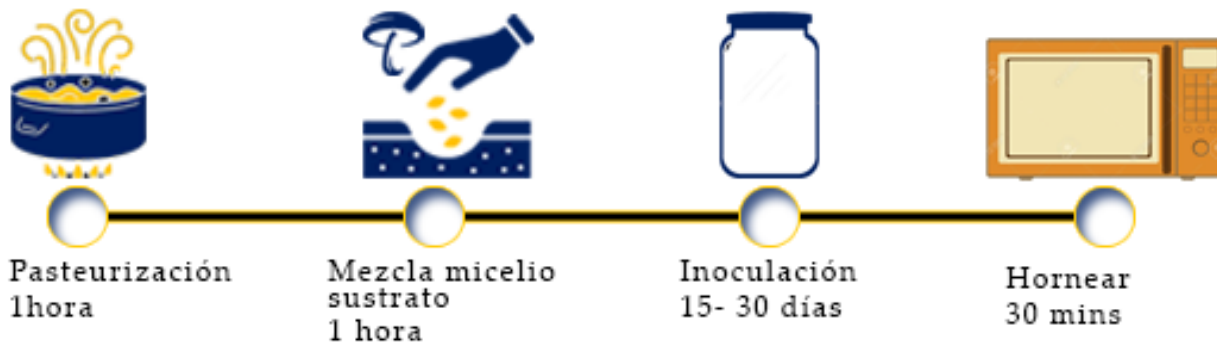 Pasteurización
1hora
Mezcla micelio
sustrato
1 hora
Inoculación
15- 30 días
Hornear
30 mins